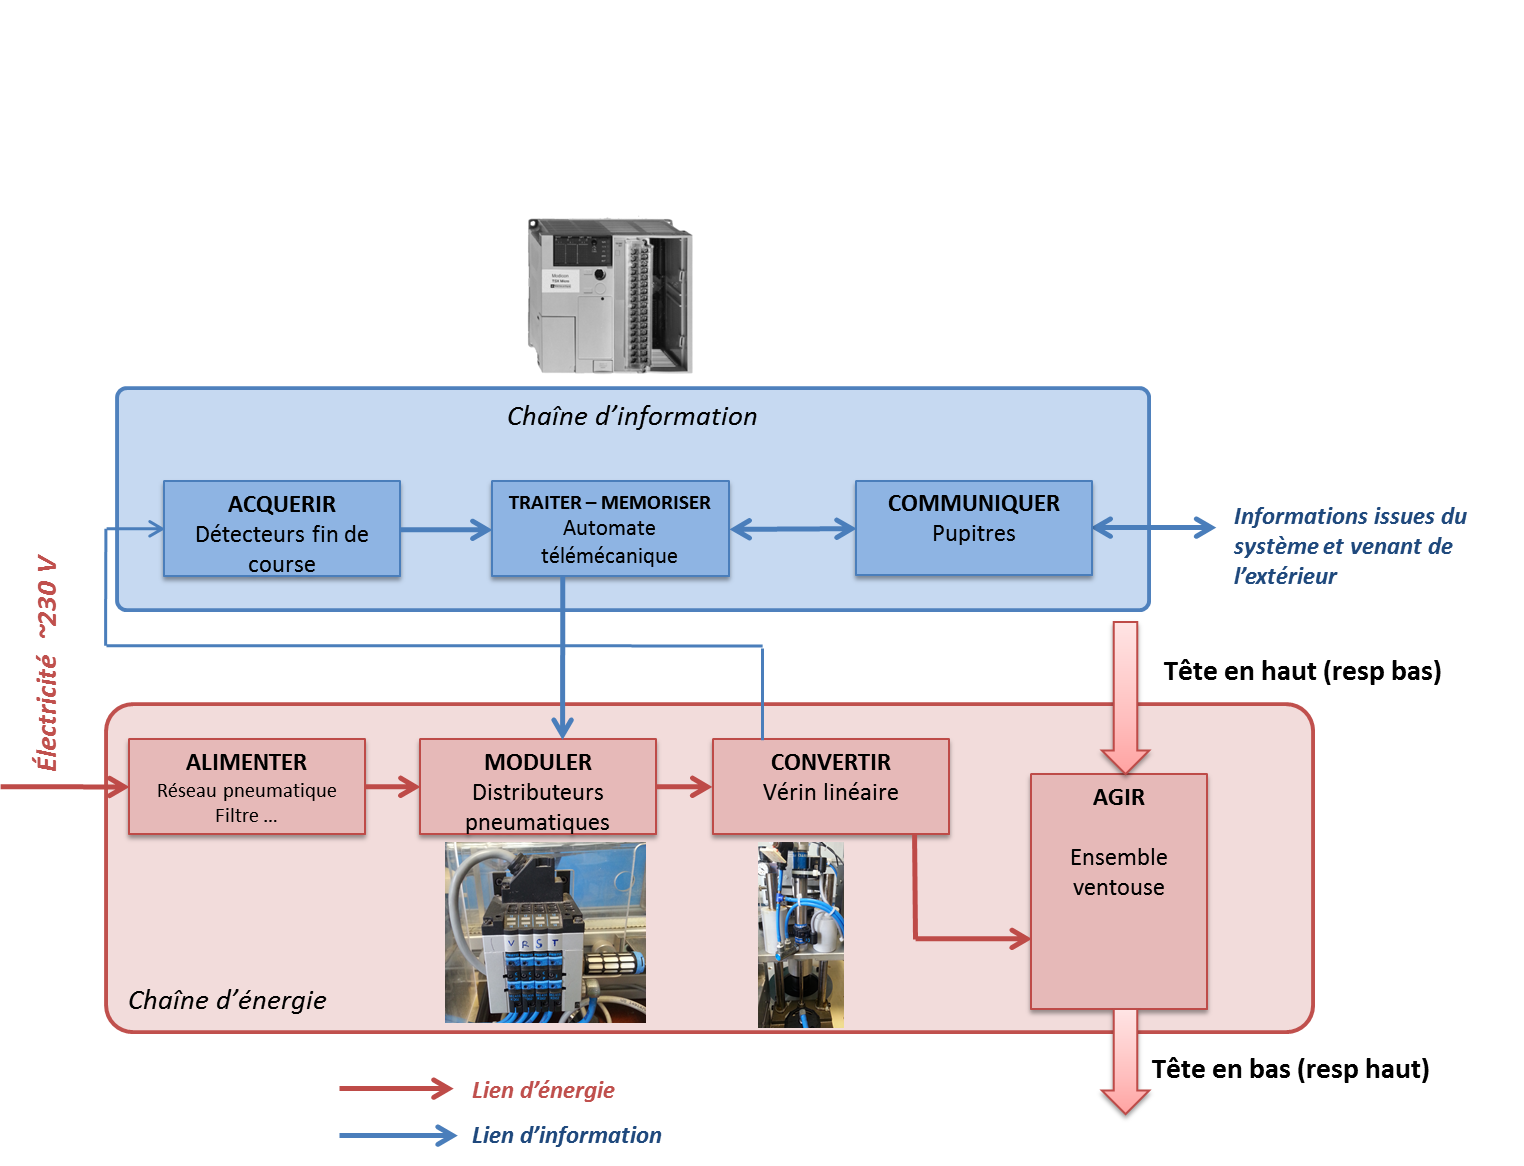 Chaîne d’information
ACQUERIR
Détecteurs fin de
course
TRAITER – MEMORISER
Automate
télémécanique
COMMUNIQUER
Pupitres
Informations issues du
système et venant de
l’extérieur
Électricité ~230 V
Tête en haut (resp bas)
ALIMENTER
Réseau pneumatique
Filtre ...
MODULER
Distributeurs
pneumatiques
CONVERTIR
Vérin linéaire
AGIR
Ensemble
ventouse
V R S T
Chaîne d’énergie
Tête en bas (resp haut)
Lien d’énergie
Lien d’information